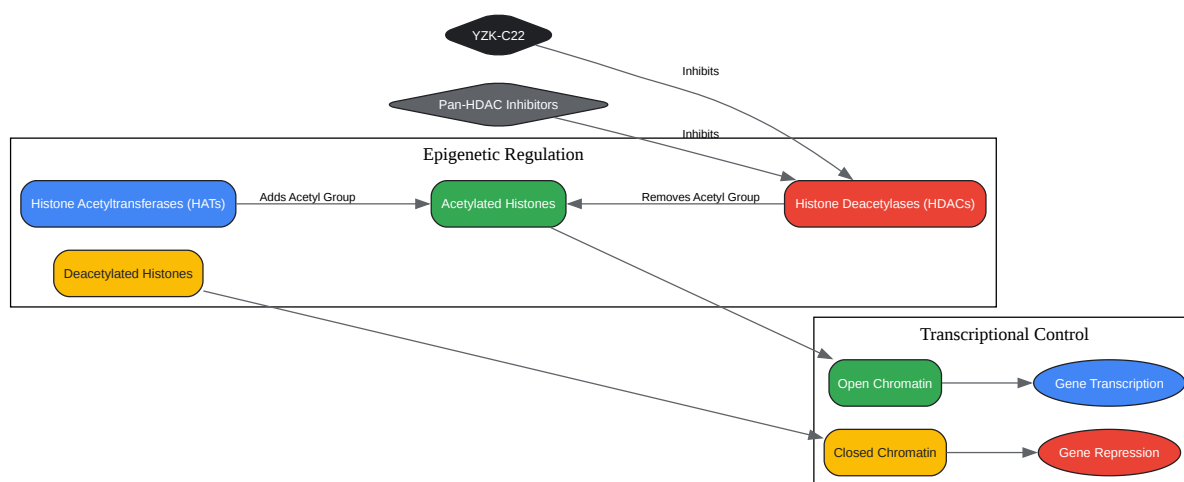 YZK-C22
Inhibits
Pan-HDAC Inhibitors
Inhibits
Epigenetic Regulation
Histone Acetyltransferases (HATs)
Adds Acetyl Group
Acetylated Histones
Removes Acetyl Group
Histone Deacetylases (HDACs)
Deacetylated Histones
Transcriptional Control
Open Chromatin
Gene Transcription
Closed Chromatin
Gene Repression